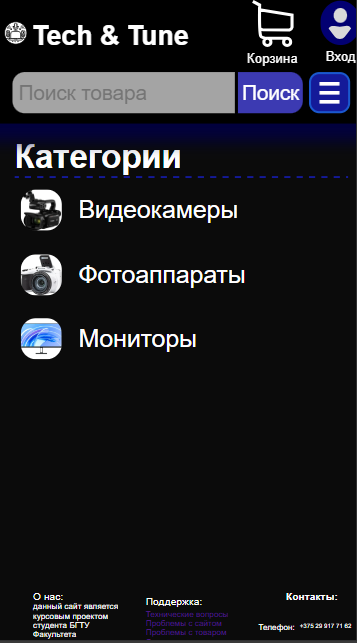 Tech & Tune
Корзина
Вход
Поиск товара
Поиск
Категории
Видеокамеры
Фотоаппараты
Мониторы
О нас:
данный сайт является
курсовым проектом
студента БГТУ
Факультета
Поддержка:
Технические вопросы
Проблемы с сайтом
Проблемы с товаром
Контакты:
Телефон: +375 29 917 71 62